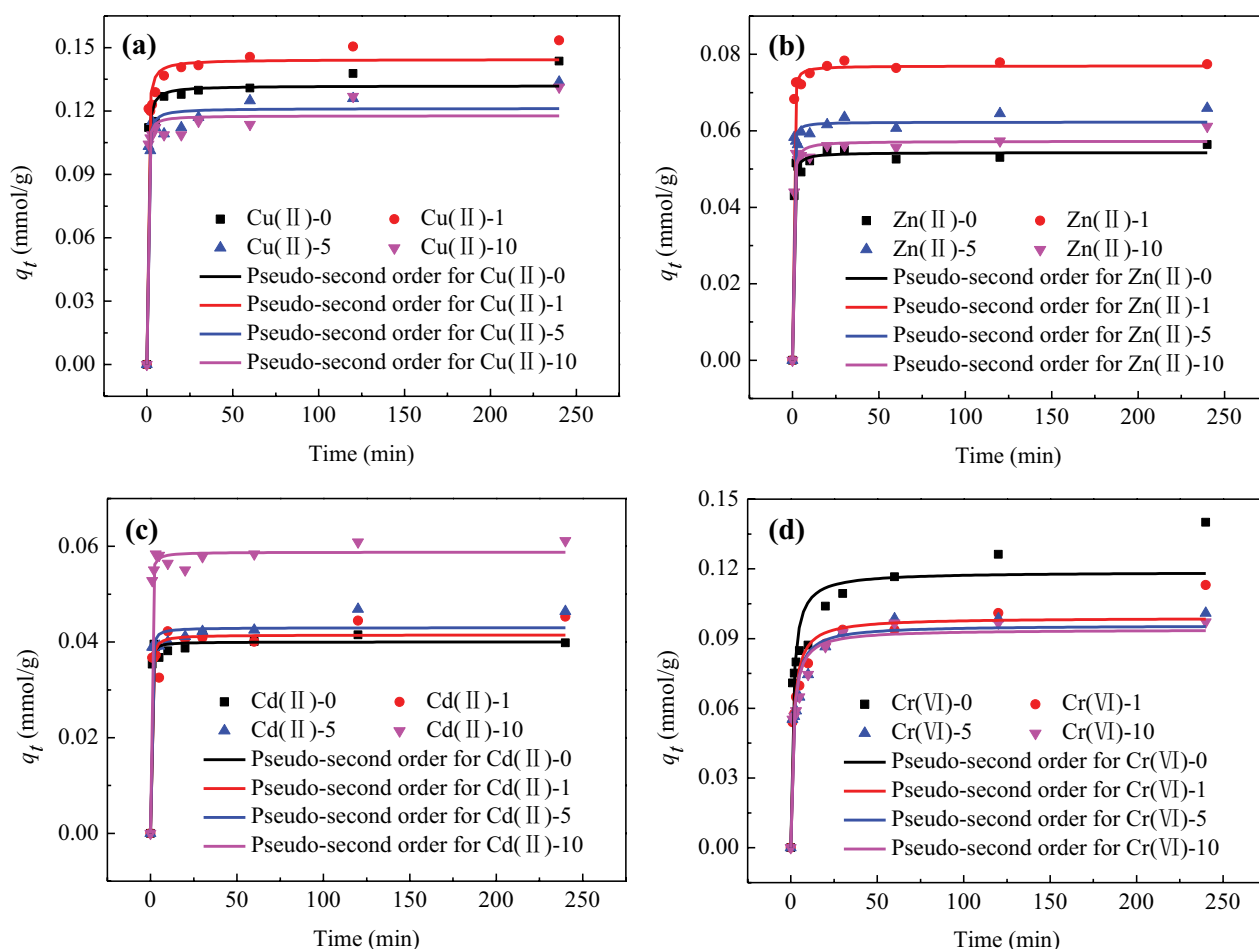 (a)
0.15
0.12
0.09
0.06
0.03
0.00
q_t (mmol/g)
Cu(Ⅱ)-0 Cu(Ⅱ)-1
Cu(Ⅱ)-5 Cu(Ⅱ)-10
Pseudo-second order for Cu(Ⅱ)-0
Pseudo-second order for Cu(Ⅱ)-1
Pseudo-second order for Cu(Ⅱ)-5
Pseudo-second order for Cu(Ⅱ)-10
0 50 100 150 200 250
Time (min)
(b)
0.08
0.06
0.04
0.02
0.00
q_t (mmol/g)
Zn(Ⅱ)-0 Zn(Ⅱ)-1
Zn(Ⅱ)-5 Zn(Ⅱ)-10
Pseudo-second order for Zn(Ⅱ)-0
Pseudo-second order for Zn(Ⅱ)-1
Pseudo-second order for Zn(Ⅱ)-5
Pseudo-second order for Zn(Ⅱ)-10
0 50 100 150 200 250
Time (min)
(c)
0.06
0.04
0.02
0.00
q_t (mmol/g)
Cd(Ⅱ)-0 Cd(Ⅱ)-1
Cd(Ⅱ)-5 Cd(Ⅱ)-10
Pseudo-second order for Cd(Ⅱ)-0
Pseudo-second order for Cd(Ⅱ)-1
Pseudo-second order for Cd(Ⅱ)-5
Pseudo-second order for Cd(Ⅱ)-10
0 50 100 150 200 250
Time (min)
(d)
0.15
0.12
0.09
0.06
0.03
0.00
q_t (mmol/g)
Cr(Ⅵ)-0 Cr(Ⅵ)-1
Cr(Ⅵ)-5 Cr(Ⅵ)-10
Pseudo-second order for Cr(Ⅵ)-0
Pseudo-second order for Cr(Ⅵ)-1
Pseudo-second order for Cr(Ⅵ)-5
Pseudo-second order for Cr(Ⅵ)-10
0 50 100 150 200 250
Time (min)